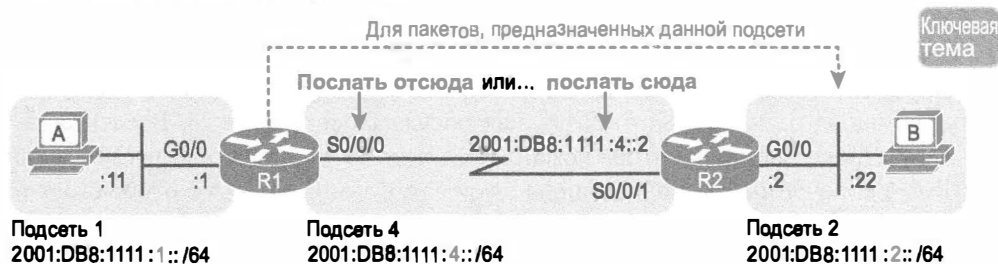 Для пакетов, предназначенных данной подсети
Ключевая
тема
Послать отсюда или... послать сюда
A
G0/0
S0/0/0
2001:DB8:1111:4::2
G0/0
B
:11
:1
R1
S0/0/1
R2
:2
:22
Подсеть 1
2001:DB8:1111:1::/64
Подсеть 4
2001:DB8:1111:4::/64
Подсеть 2
2001:DB8:1111:2::/64